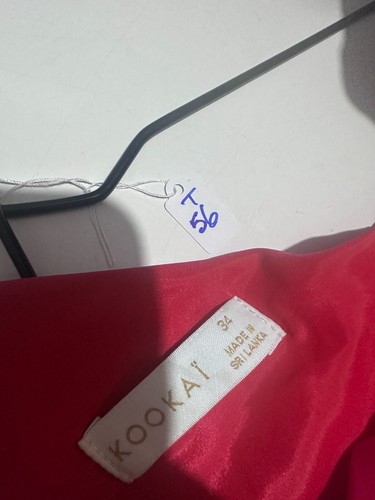 T
56
34
KOOKAÏ
MADE IN
SRI LANKA